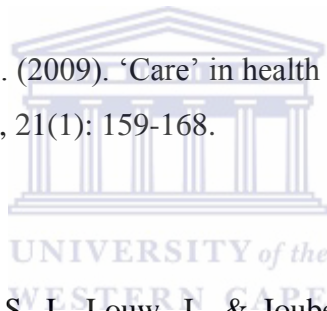 . (2009). ‘Care’ in health
, 21(1): 159-168.
UNIVERSITY of the
S. J., Louw, J., & Joube
WESTERN CAPE